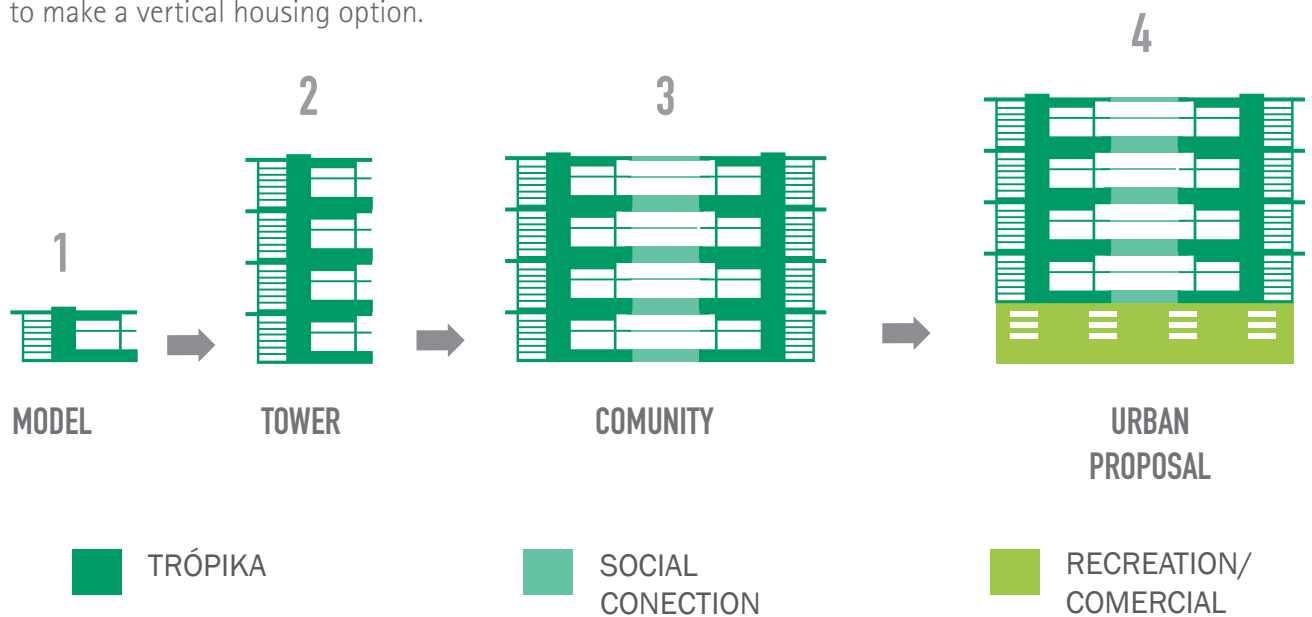 to make a vertical housing option.
1
2
3
4
MODEL
TOWER
COMUNITY
URBAN
PROPOSAL
TRÓPIKA
SOCIAL
CONECTION
RECREATION/
COMERCIAL